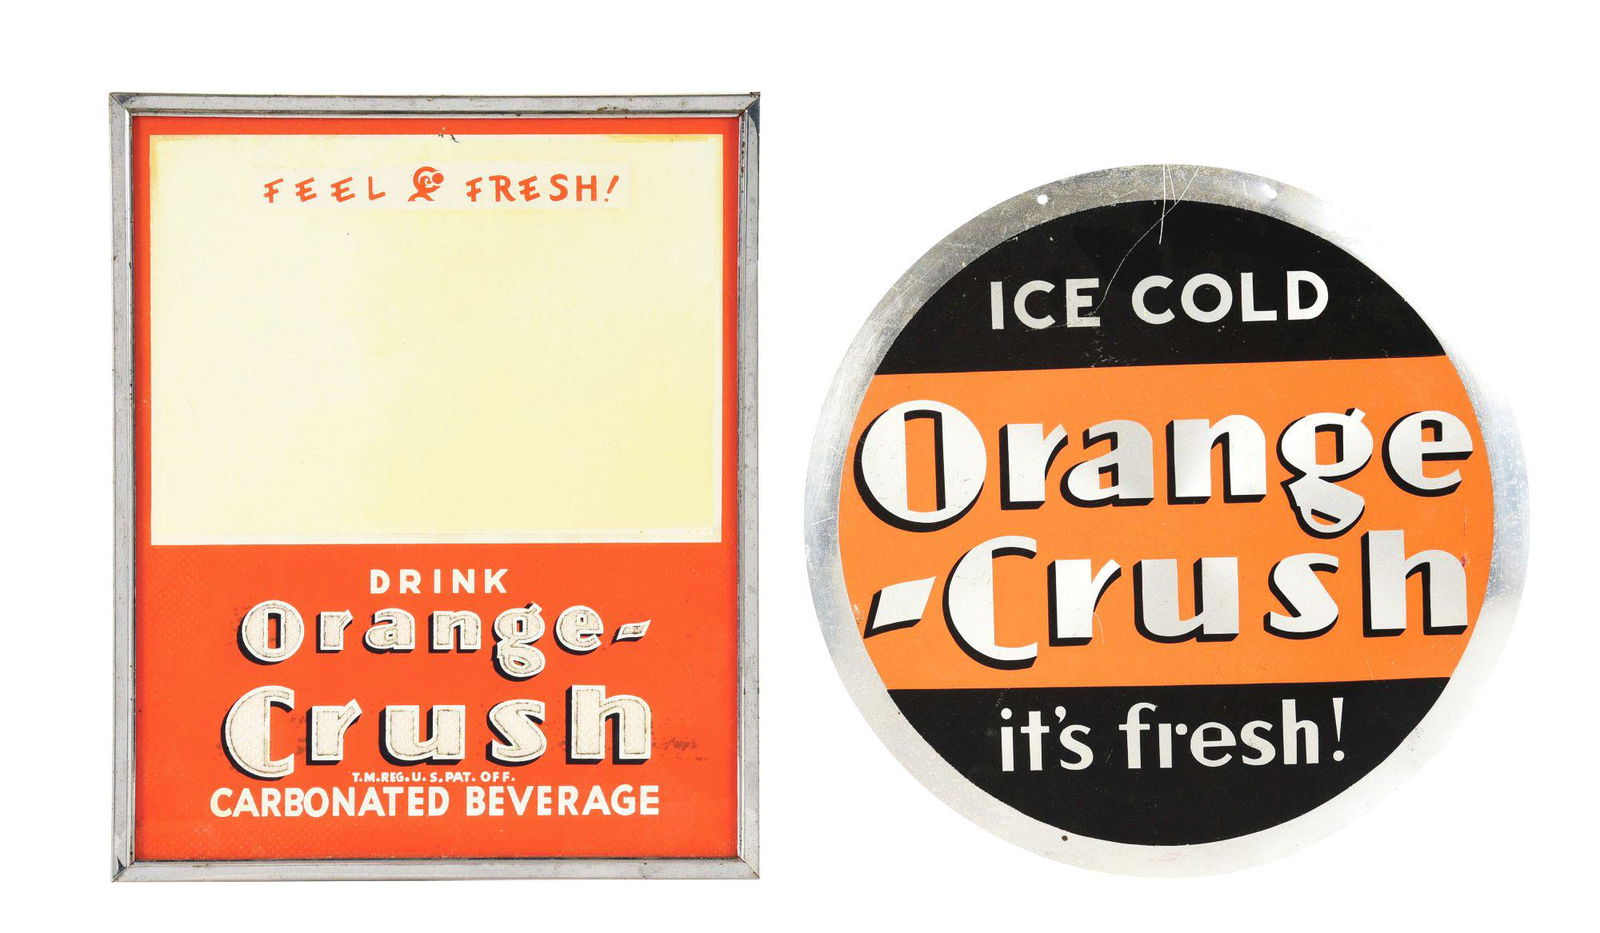 FEEL FRESH!
DRINK
Orange-
Crush
T.M.REG.U.S.PAT.OFF.
CARBONATED BEVERAGE
ICE COLD
Orange
-Crush
it's fresh!